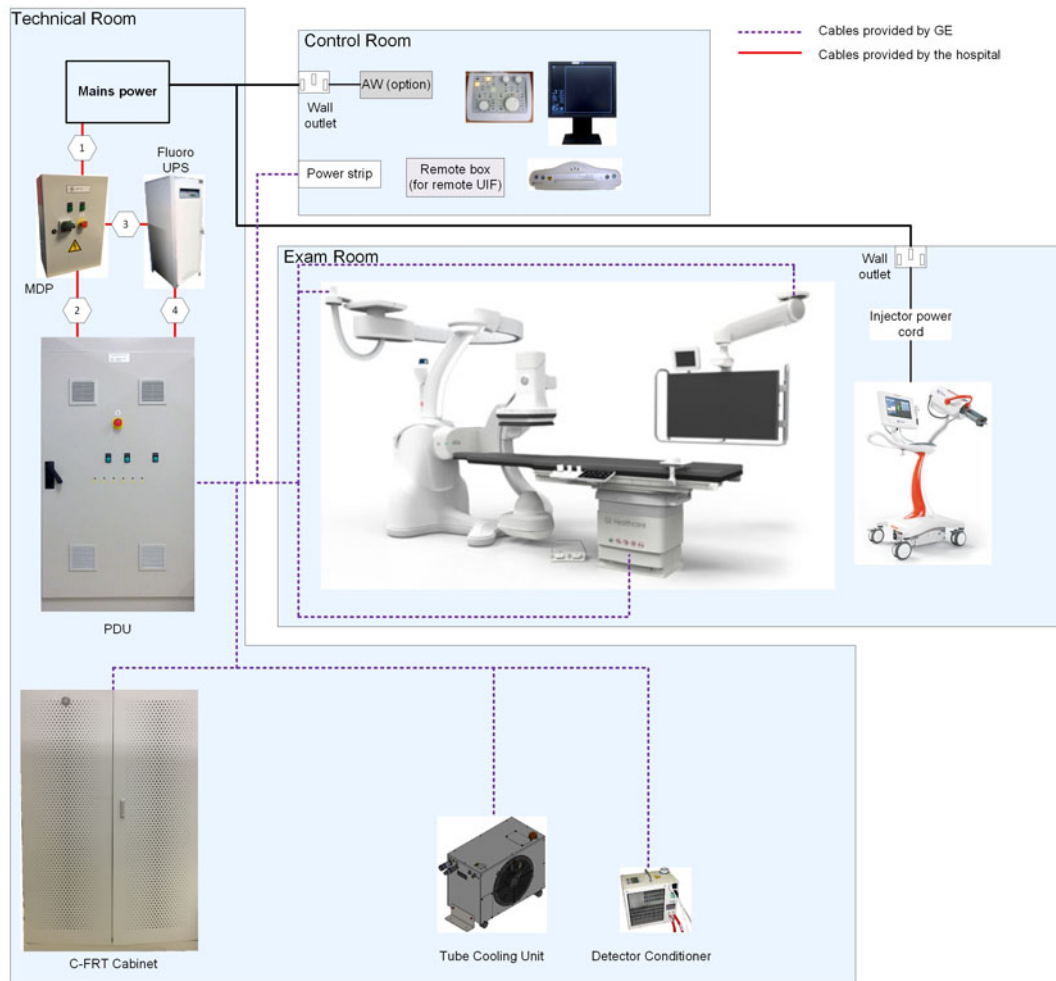 Technical Room
Control Room
Cables provided by GE
Cables provided by the hospital
Mains power
AW (option)
Wall
outlet
1
Fluoro
UPS
Power strip
Remote box
(for remote UIF)
3
MDP
2
4
Exam Room
Wall
outlet
Injector power
cord
GE Healthcare
PDU
C-FRT Cabinet
Tube Cooling Unit
Detector Conditioner